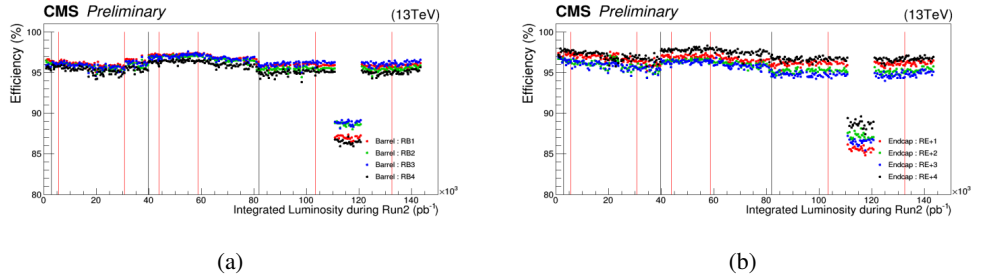 CMS Preliminary (13TeV)
Efficiency (%)
100
95
90
85
80
Barrel : RB1
Barrel : RB2
Barrel : RB3
Barrel : RB4
0 20 40 60 80 100 120 140
×10³
Integrated Luminosity during Run2 (pb⁻¹)
(a)
CMS Preliminary (13TeV)
Efficiency (%)
100
95
90
85
80
Endcap : RE+1
Endcap : RE+2
Endcap : RE+3
Endcap : RE+4
0 20 40 60 80 100 120 140
×10³
Integrated Luminosity during Run2 (pb⁻¹)
(b)